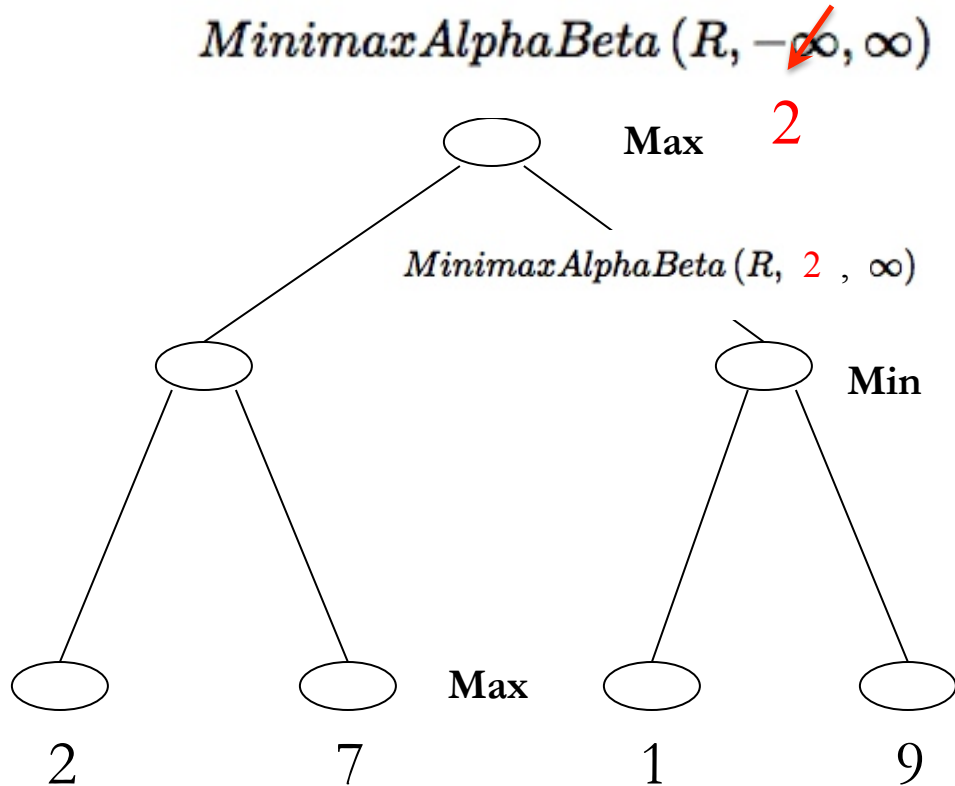 MinimaxAlphaBeta (R, −∞, ∞)
Max 2
MinimaxAlphaBeta (R, 2 , ∞)
Min
Max
2 7 1 9